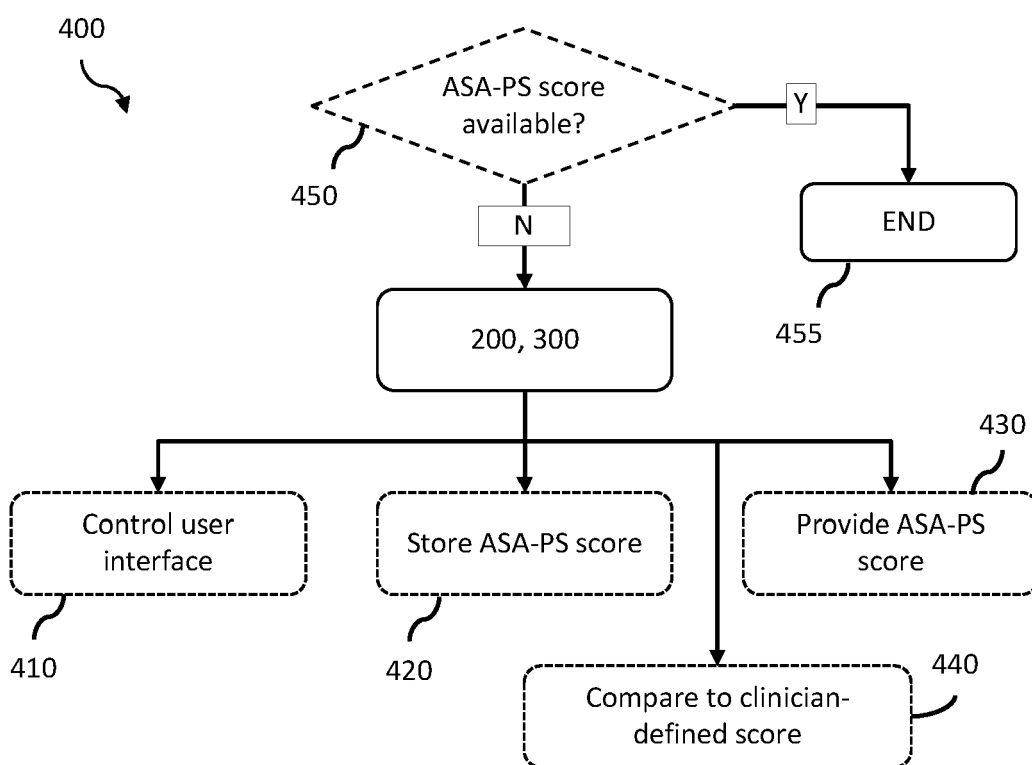 400
ASA-PS score
available?
Y
450
N
END
455
200, 300
430
Control user
interface
Store ASA-PS score
Provide ASA-PS
score
410
420
440
Compare to clinician-
defined score